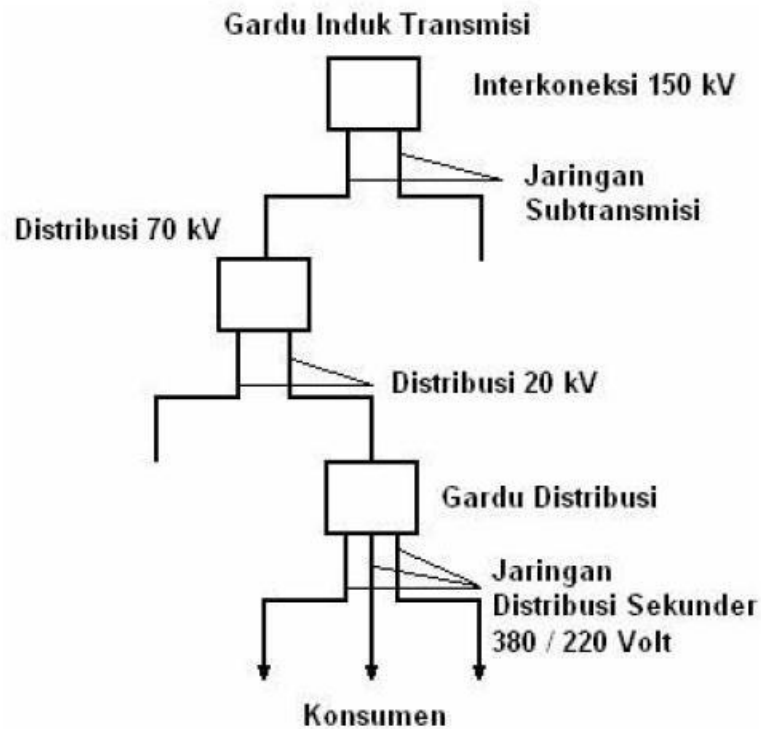 Gardu Induk Transmisi
Interkoneksi 150 kV
Jaringan
Subtransmisi
Distribusi 70 kV
Distribusi 20 kV
Gardu Distribusi
Jaringan
Distribusi Sekunder
380 / 220 Volt
Konsumen